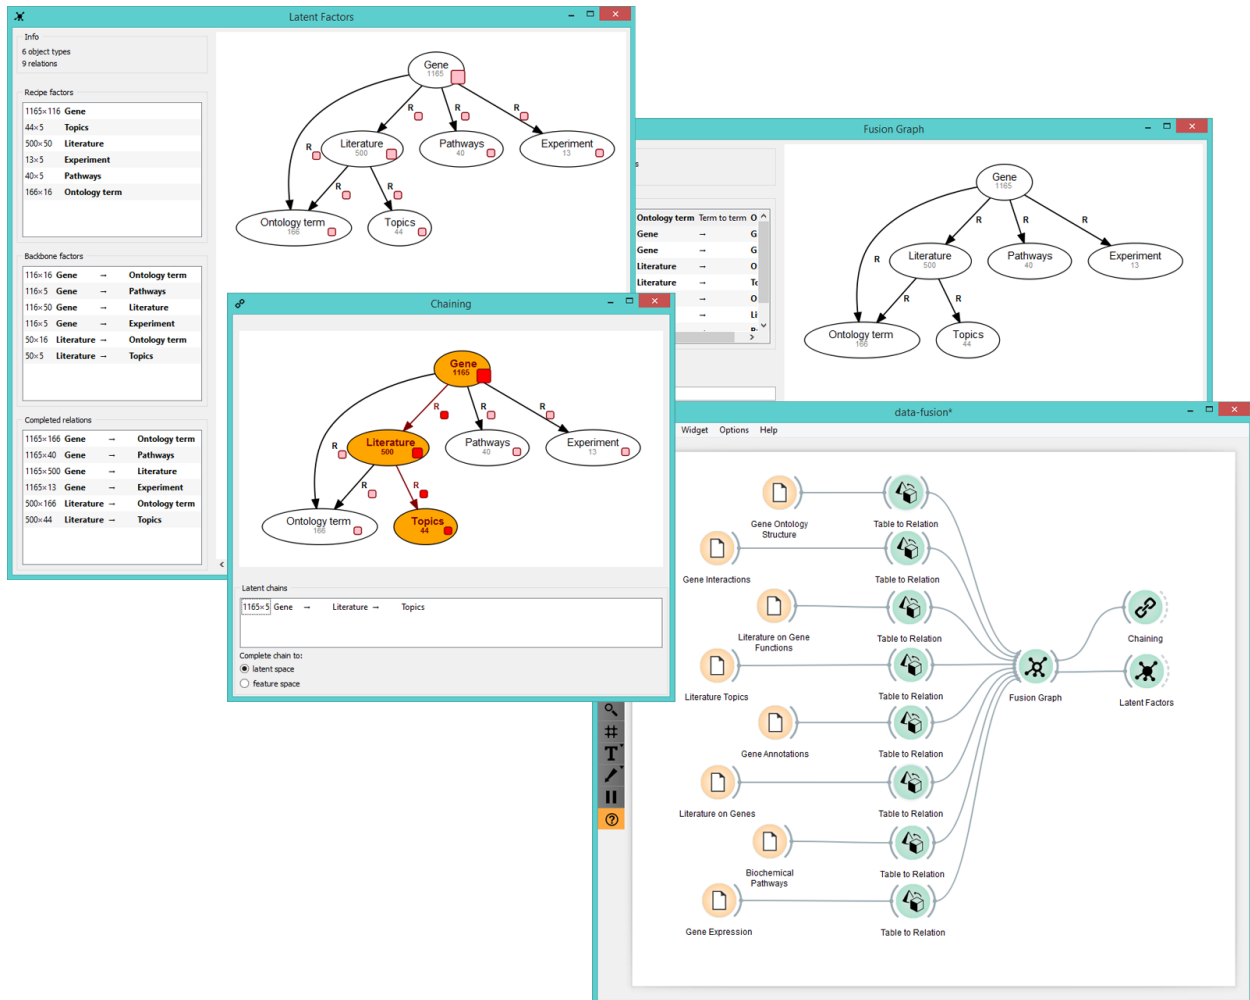 Latent Factors
Info
6 object types
9 relations
Recipe factors
1165×116 Gene
44×5 Topics
500×50 Literature
13×5 Experiment
40×5 Pathways
166×16 Ontology term
Backbone factors
116×16 Gene → Ontology term
116×5 Gene → Pathways
116×50 Gene → Literature
116×5 Gene → Experiment
50×16 Literature → Ontology term
50×5 Literature → Topics
Completed relations
1165×166 Gene → Ontology term
1165×40 Gene → Pathways
1165×500 Gene → Literature
1165×13 Gene → Experiment
500×166 Literature → Ontology term
500×44 Literature → Topics
Gene
1165
R R R
R
Literature Pathways Experiment
500 40 13
R R
Ontology term Topics
166 44
Fusion Graph
Ontology term Term to term O
Gene → G
Gene → G
Literature → O
Literature → To
→ O
→ Li
Gene
1165
R R R
R
Literature Pathways Experiment
500 40 13
R R
Ontology term Topics
166 44
Chaining
Gene
1165
R R R
R
Literature Pathways Experiment
500 40 13
R R
Ontology term Topics
166 44
Latent chains
1165×5 Gene → Literature → Topics
Complete chain to:
latent space
feature space
data-fusion*
Widget Options Help
Gene Ontology
Structure
Table to Relation
Gene Interactions
Table to Relation
Literature on Gene
Functions
Table to Relation
Literature Topics
Table to Relation
Gene Annotations
Table to Relation
Literature on Genes
Table to Relation
Biochemical
Pathways
Table to Relation
Gene Expression
Table to Relation
Fusion Graph
Chaining
Latent Factors
T